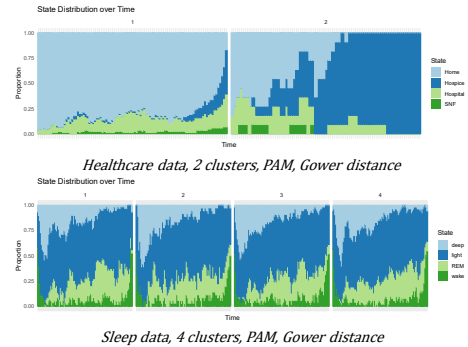 State Distribution over Time
1 2
1.00
0.75
0.50
0.25
0.00
Proportion
Time
State
Home
Hospice
Hospital
SNF
Healthcare data, 2 clusters, PAM, Gower distance
State Distribution over Time
1 2 3 4
1.00
0.75
0.50
0.25
0.00
Proportion
Time
State
deep
light
REM
wake
Sleep data, 4 clusters, PAM, Gower distance